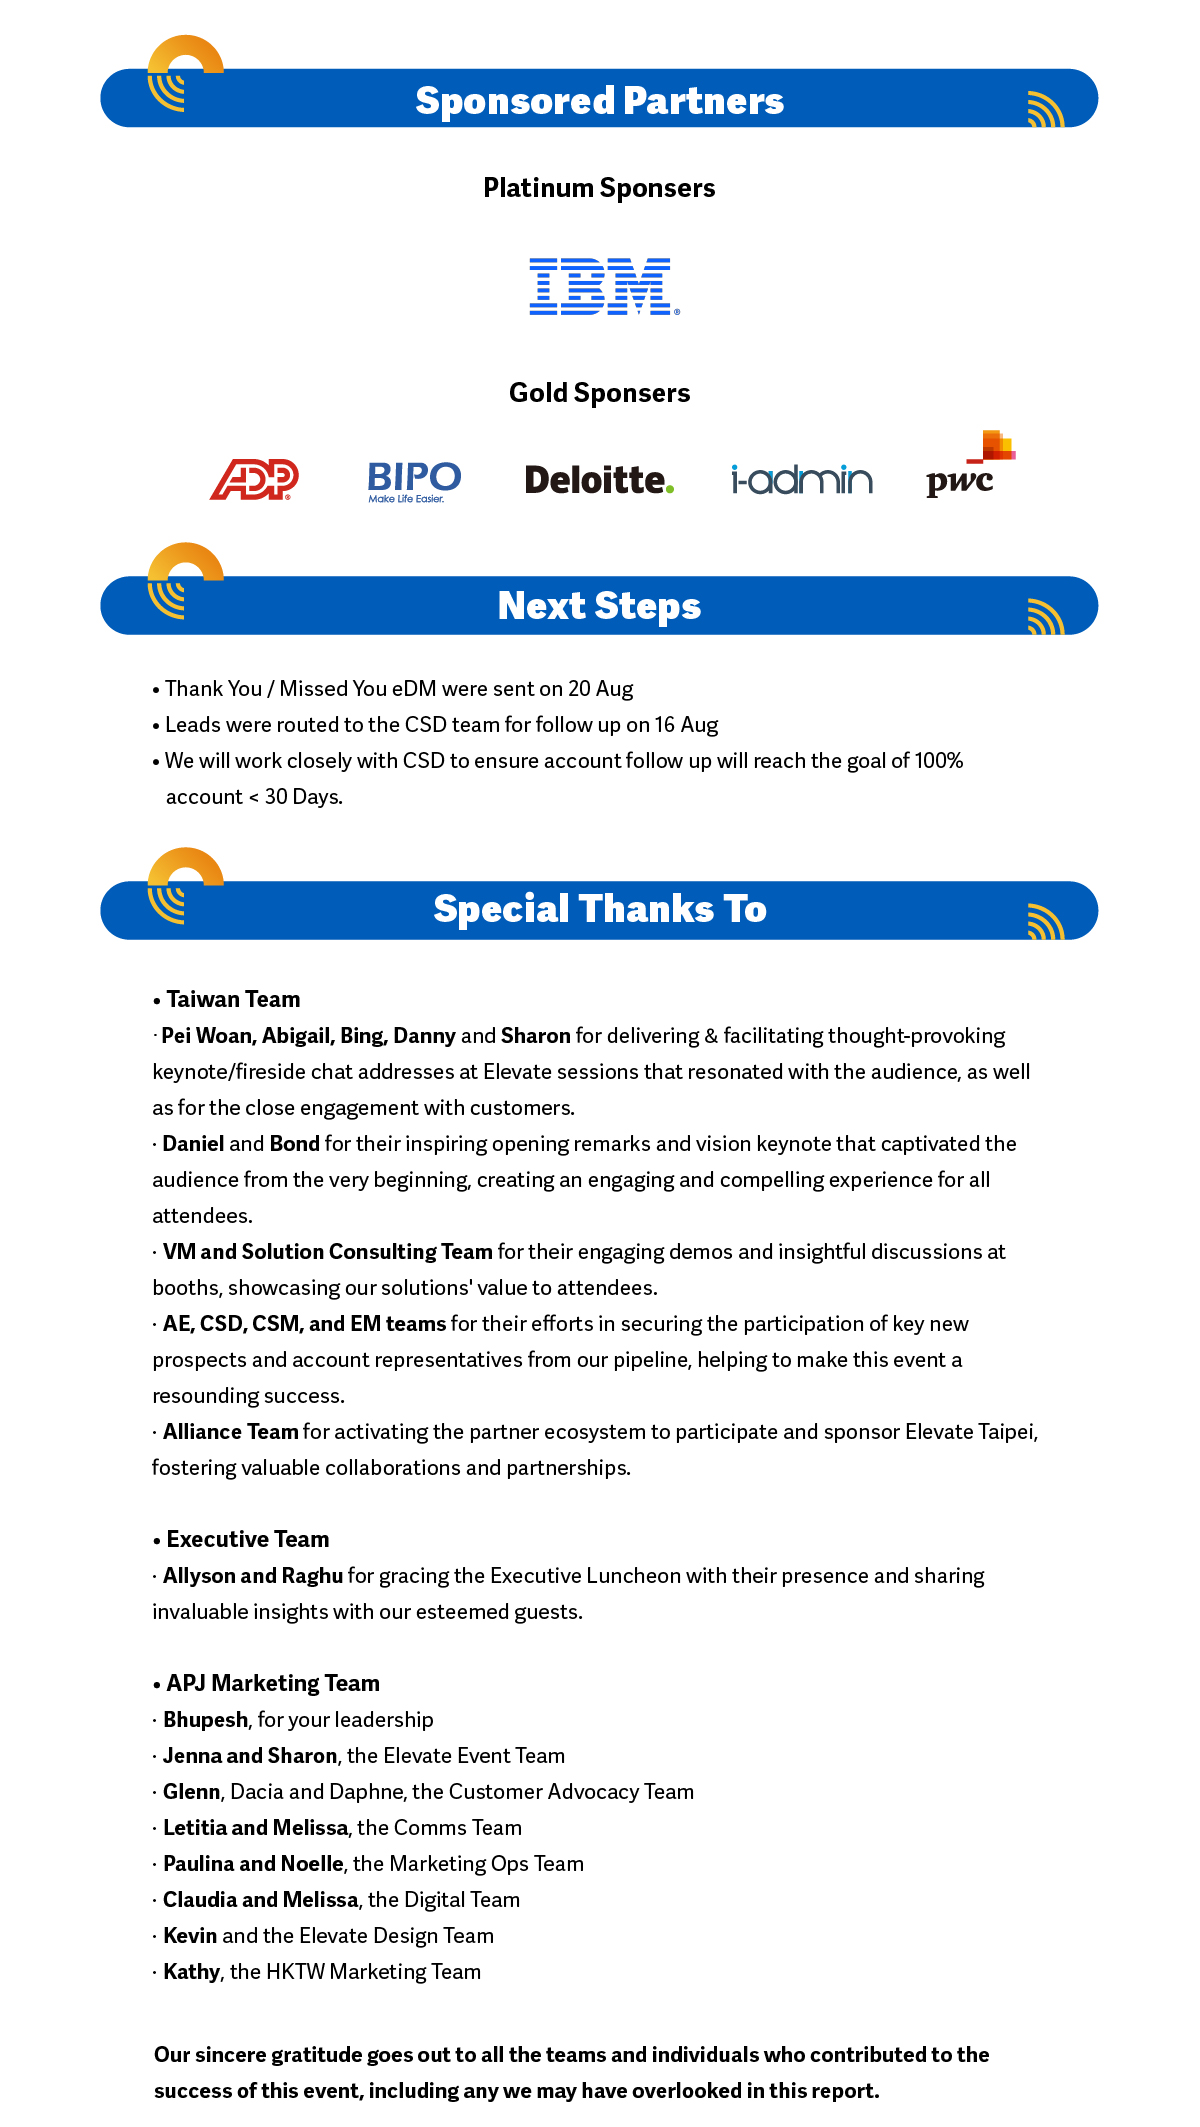 Sponsored Partners
Platinum Sponsers
IBM®
Gold Sponsers
ADP® BIPO Deloitte. i-admin pwc
Make Life Easier.
Next Steps
• Thank You / Missed You eDM were sent on 20 Aug
• Leads were routed to the CSD team for follow up on 16 Aug
• We will work closely with CSD to ensure account follow up will reach the goal of 100%
account < 30 Days.
Special Thanks To
• Taiwan Team
· Pei Woan, Abigail, Bing, Danny and Sharon for delivering & facilitating thought-provoking
keynote/fireside chat addresses at Elevate sessions that resonated with the audience, as well
as for the close engagement with customers.
· Daniel and Bond for their inspiring opening remarks and vision keynote that captivated the
audience from the very beginning, creating an engaging and compelling experience for all
attendees.
· VM and Solution Consulting Team for their engaging demos and insightful discussions at
booths, showcasing our solutions' value to attendees.
· AE, CSD, CSM, and EM teams for their efforts in securing the participation of key new
prospects and account representatives from our pipeline, helping to make this event a
resounding success.
· Alliance Team for activating the partner ecosystem to participate and sponsor Elevate Taipei,
fostering valuable collaborations and partnerships.
• Executive Team
· Allyson and Raghu for gracing the Executive Luncheon with their presence and sharing
invaluable insights with our esteemed guests.
• APJ Marketing Team
· Bhupesh, for your leadership
· Jenna and Sharon, the Elevate Event Team
· Glenn, Dacia and Daphne, the Customer Advocacy Team
· Letitia and Melissa, the Comms Team
· Paulina and Noelle, the Marketing Ops Team
· Claudia and Melissa, the Digital Team
· Kevin and the Elevate Design Team
· Kathy, the HKTW Marketing Team
Our sincere gratitude goes out to all the teams and individuals who contributed to the
success of this event, including any we may have overlooked in this report.